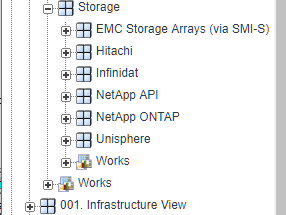 Storage
EMC Storage Arrays (via SMI-S)
Hitachi
Infinidat
NetApp API
NetApp ONTAP
Unisphere
Works
Works
001. Infrastructure View